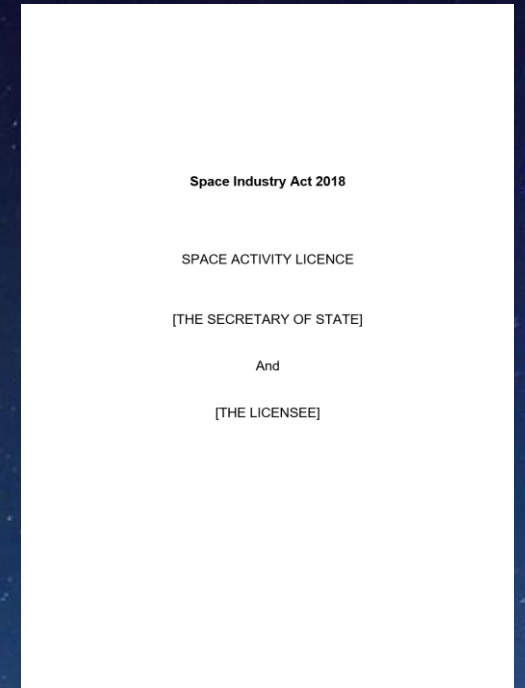 Space Industry Act 2018
SPACE ACTIVITY LICENCE
[THE SECRETARY OF STATE]
And
[THE LICENSEE]